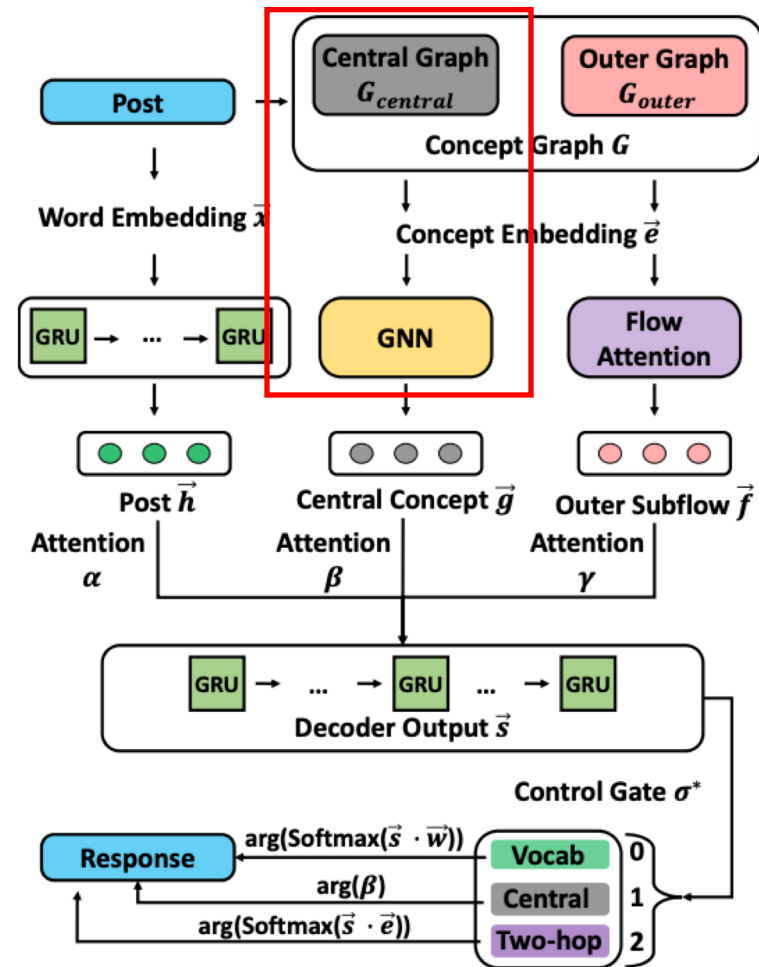 Central Graph
G_central
Outer Graph
G_outer
Post
Concept Graph G
Word Embedding x⃗
Concept Embedding e⃗
GRU → ... → GRU
GNN
Flow
Attention
Post h⃗
Central Concept g⃗
Outer Subflow f⃗
Attention
α
Attention
β
Attention
γ
GRU → ... → GRU ... → GRU
Decoder Output s⃗
Control Gate σ*
Response
arg(Softmax(s⃗ · w⃗))
Vocab
0
arg(β)
Central
1
arg(Softmax(s⃗ · e⃗))
Two-hop
2